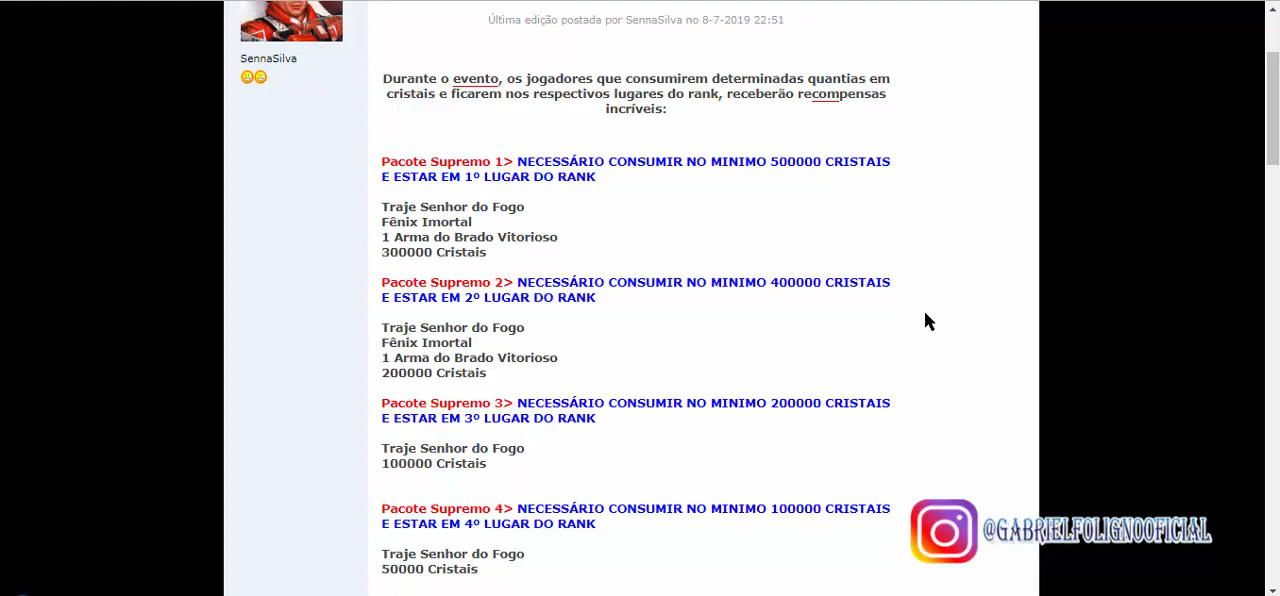 Última edição postada por SennaSilva no 8-7-2019 22:51
SennaSilva
Durante o evento, os jogadores que consumirem determinadas quantias em
cristais e ficarem nos respectivos lugares do rank, receberão recompensas
incríveis:
Pacote Supremo 1> NECESSÁRIO CONSUMIR NO MINIMO 500000 CRISTAIS
E ESTAR EM 1º LUGAR DO RANK
Traje Senhor do Fogo
Fênix Imortal
1 Arma do Brado Vitorioso
300000 Cristais
Pacote Supremo 2> NECESSÁRIO CONSUMIR NO MINIMO 400000 CRISTAIS
E ESTAR EM 2º LUGAR DO RANK
Traje Senhor do Fogo
Fênix Imortal
1 Arma do Brado Vitorioso
200000 Cristais
Pacote Supremo 3> NECESSÁRIO CONSUMIR NO MINIMO 200000 CRISTAIS
E ESTAR EM 3º LUGAR DO RANK
Traje Senhor do Fogo
100000 Cristais
Pacote Supremo 4> NECESSÁRIO CONSUMIR NO MINIMO 100000 CRISTAIS
E ESTAR EM 4º LUGAR DO RANK
Traje Senhor do Fogo
50000 Cristais
@GABRIELFOLIGNOOFICIAL